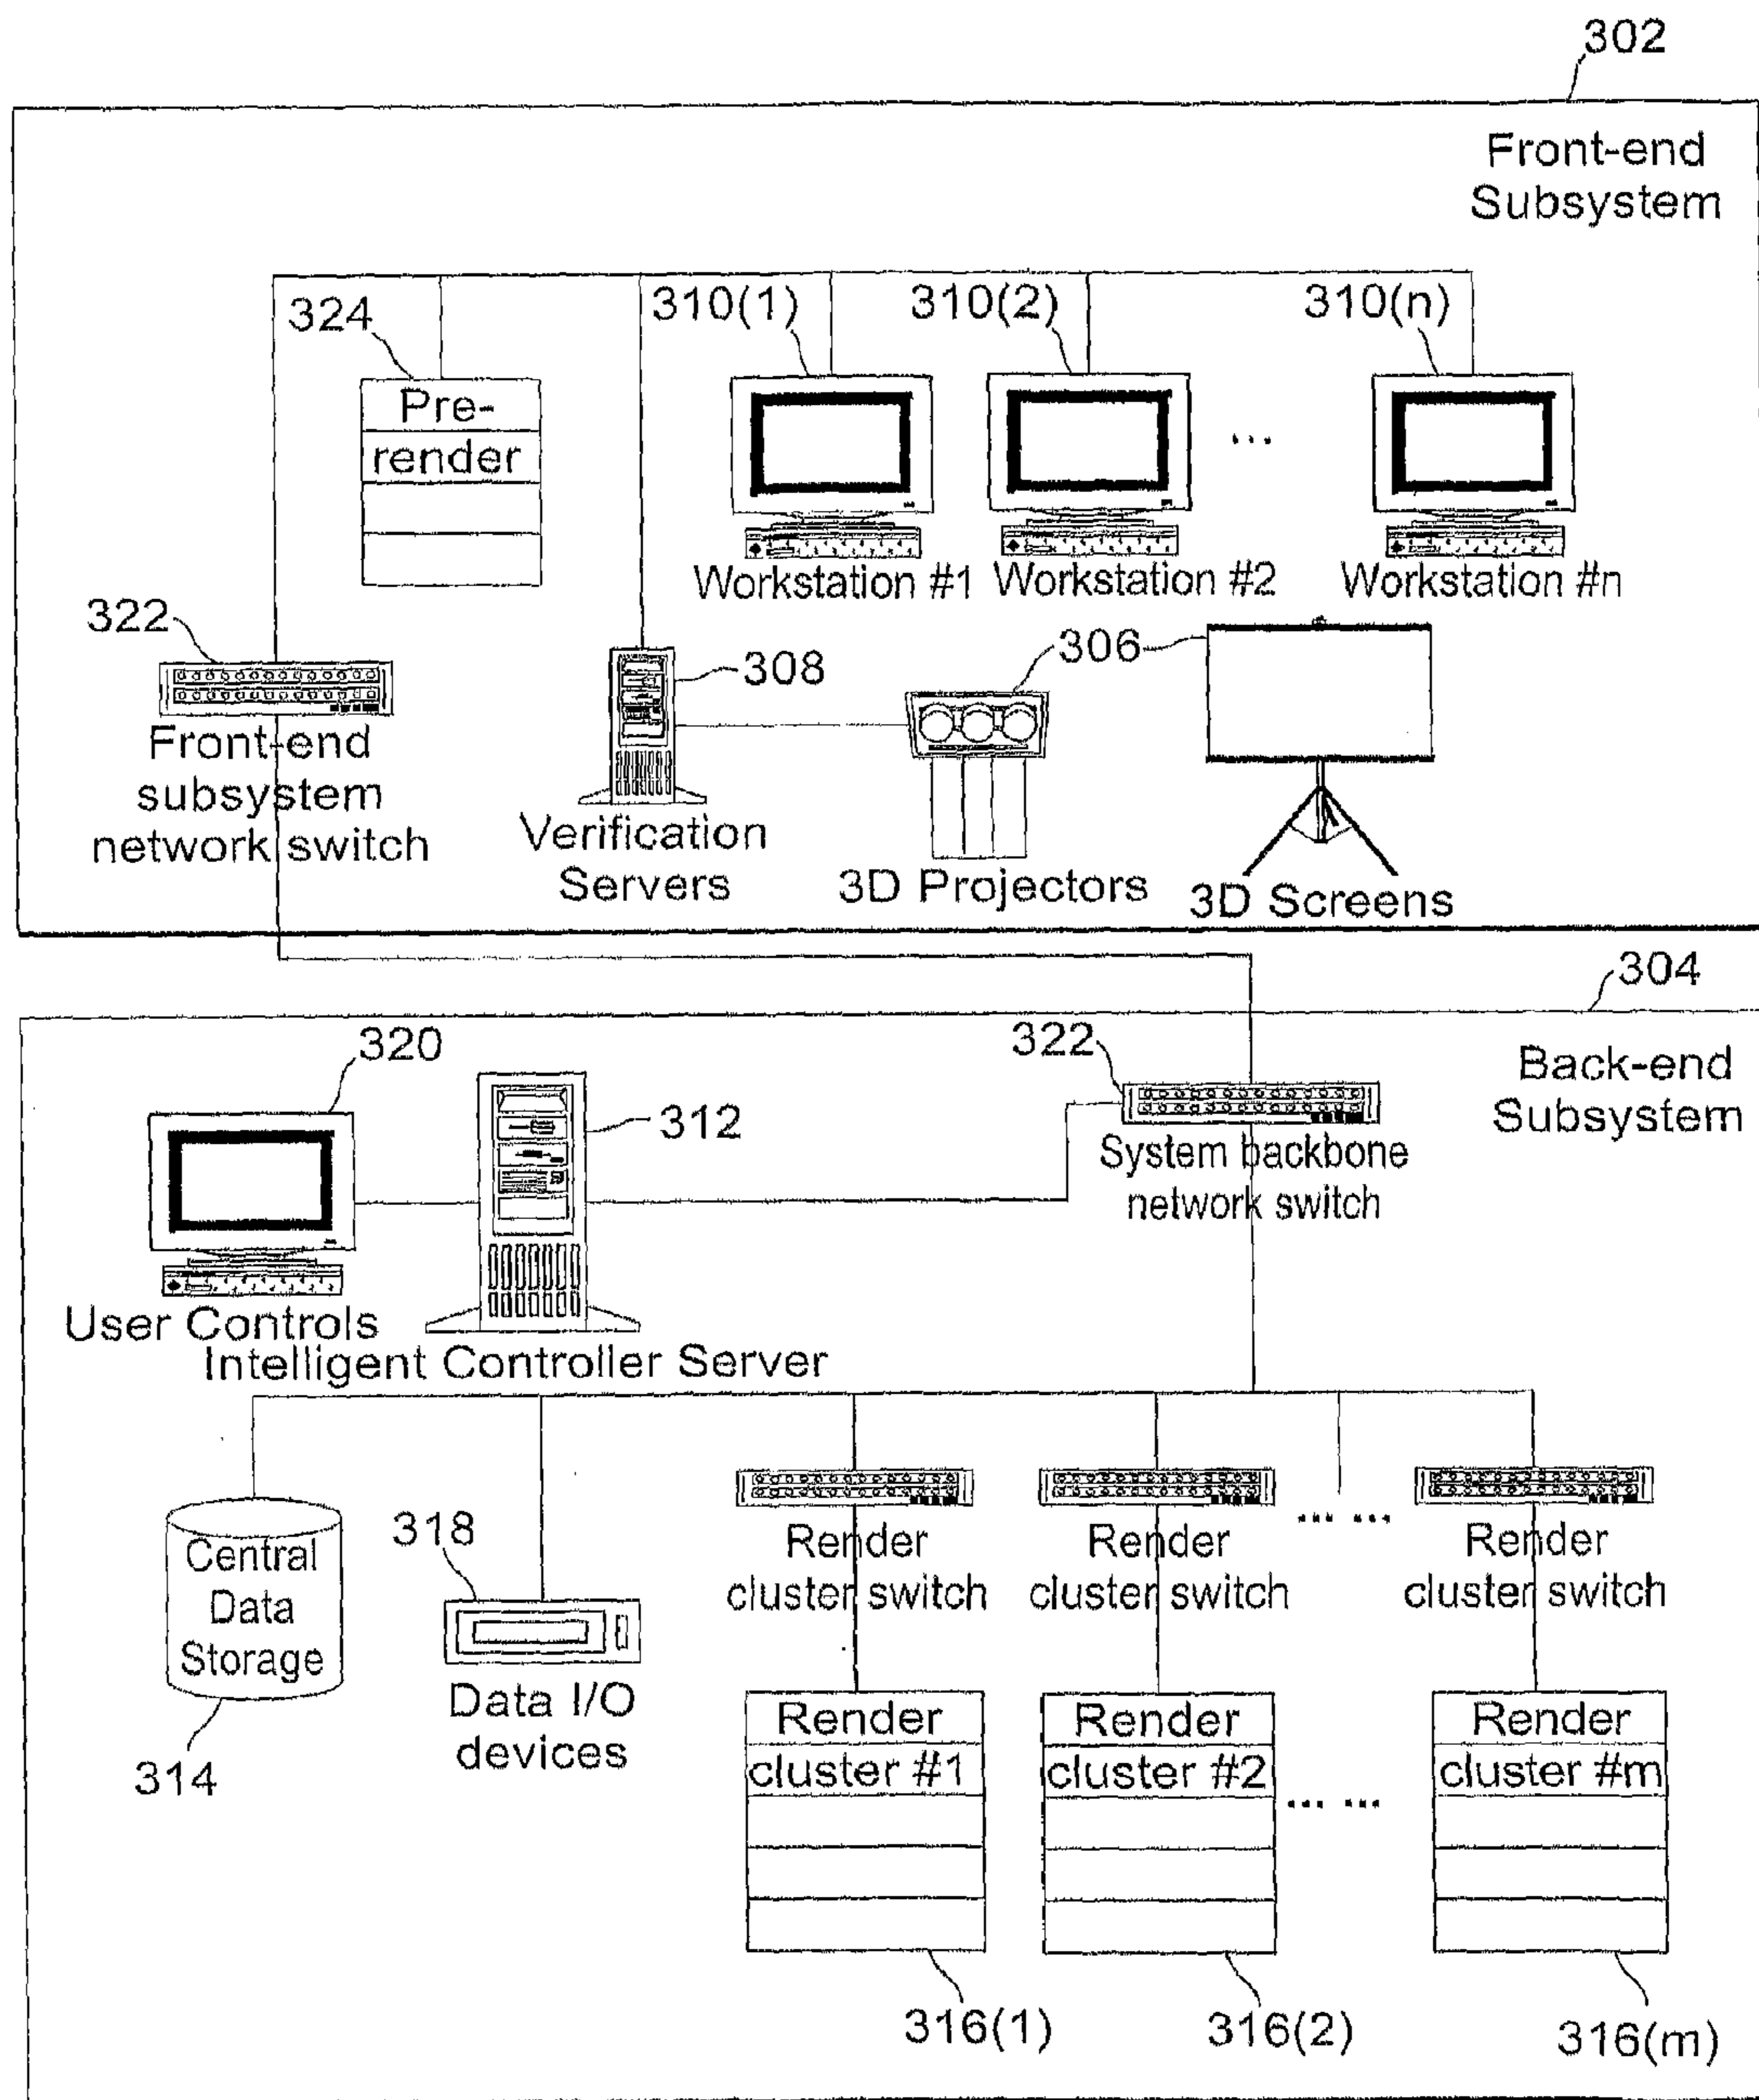 302
Front-end
Subsystem
324
310(1)
310(2)
310(n)
Pre-
render
...
Workstation #1
Workstation #2
Workstation #n
322
308
306
Front-end
subsystem
network switch
Verification
Servers
3D Projectors
3D Screens
304
320
312
322
Back-end
Subsystem
System backbone
network switch
User Controls
Intelligent Controller Server
318
Central
Data
Storage
Render
cluster switch
Render
cluster switch
... ...
Render
cluster switch
Data I/O
devices
314
Render
cluster #1
Render
cluster #2
... ...
Render
cluster #m
316(1)
316(2)
316(m)